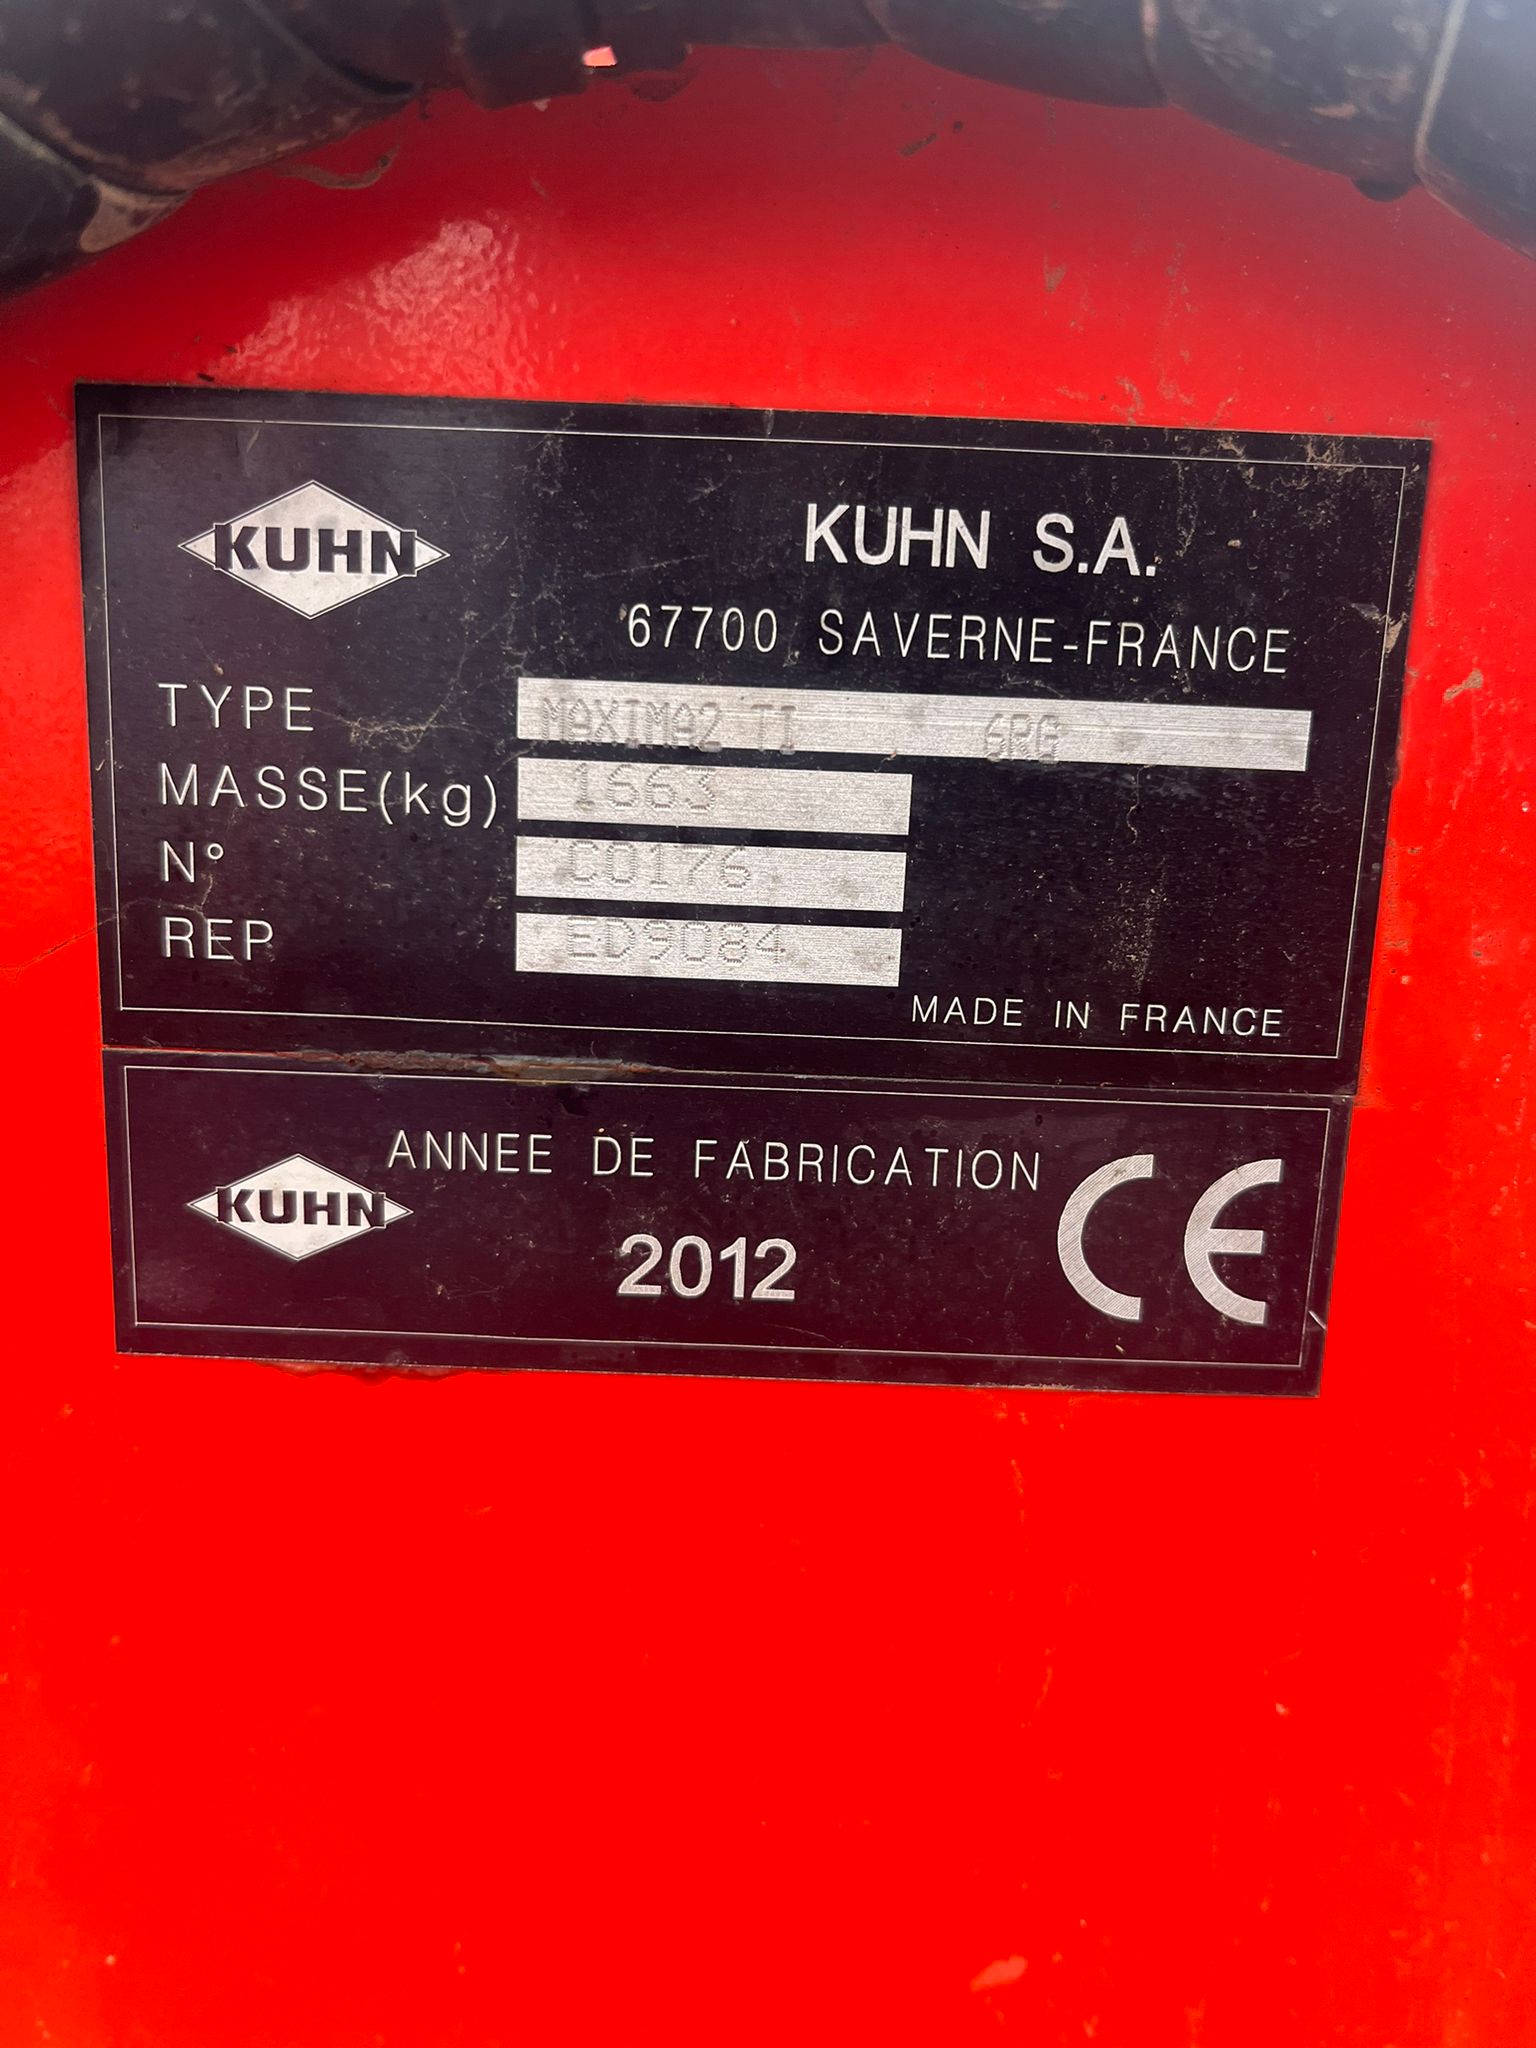 KUHN
KUHN S.A.
67700 SAVERNE-FRANCE
TYPE MAXIMA2 TI 6RG
MASSE(kg) 1663
N° C0176
REP ED9084
MADE IN FRANCE
KUHN
ANNEE DE FABRICATION
2012
CE